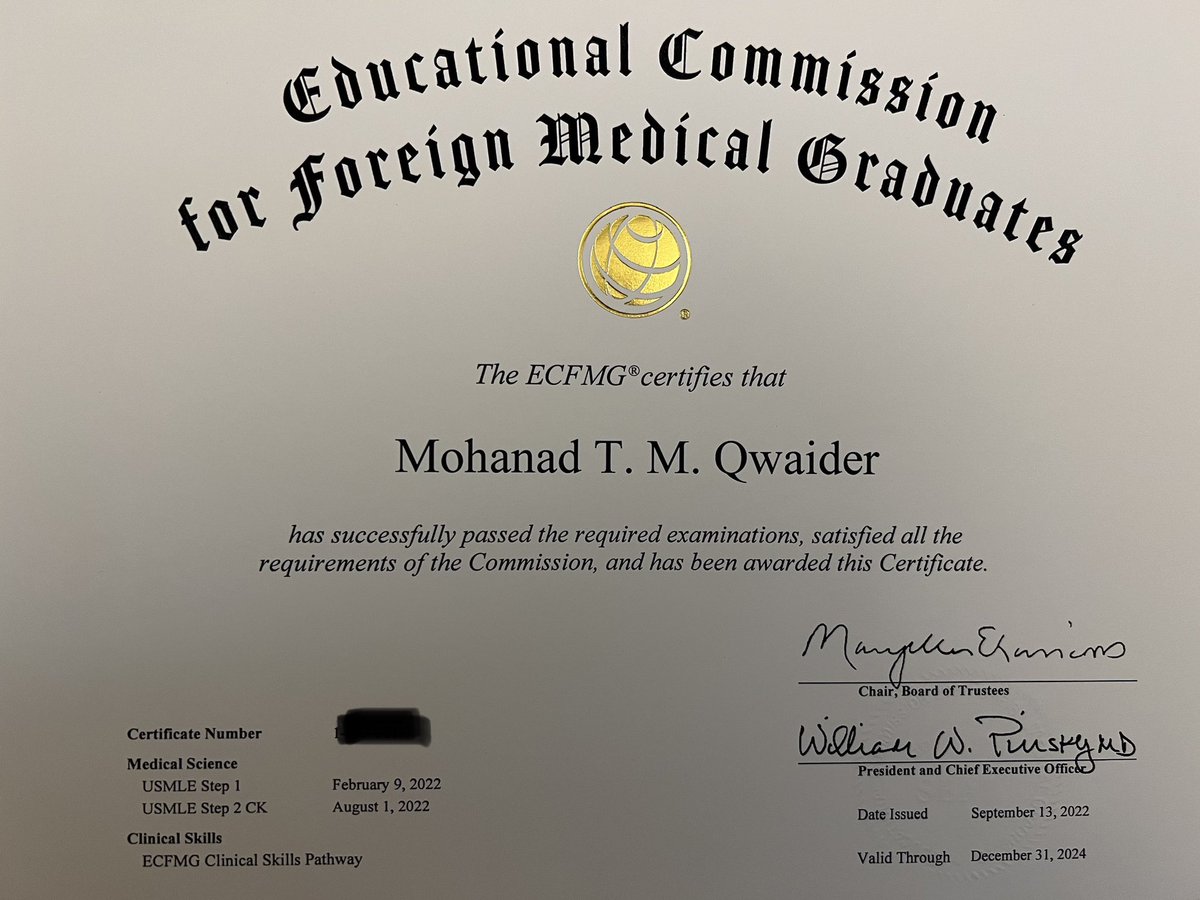 Educational Commission
for Foreign Medical Graduates
®
The ECFMG® certifies that
Mohanad T. M. Qwaider
has successfully passed the required examinations, satisfied all the
requirements of the Commission, and has been awarded this Certificate.
Chair, Board of Trustees
William W. Pinsky MD
President and Chief Executive Officer
Certificate Number
Medical Science
USMLE Step 1 February 9, 2022
USMLE Step 2 CK August 1, 2022
Clinical Skills
ECFMG Clinical Skills Pathway
Date Issued September 13, 2022
Valid Through December 31, 2024